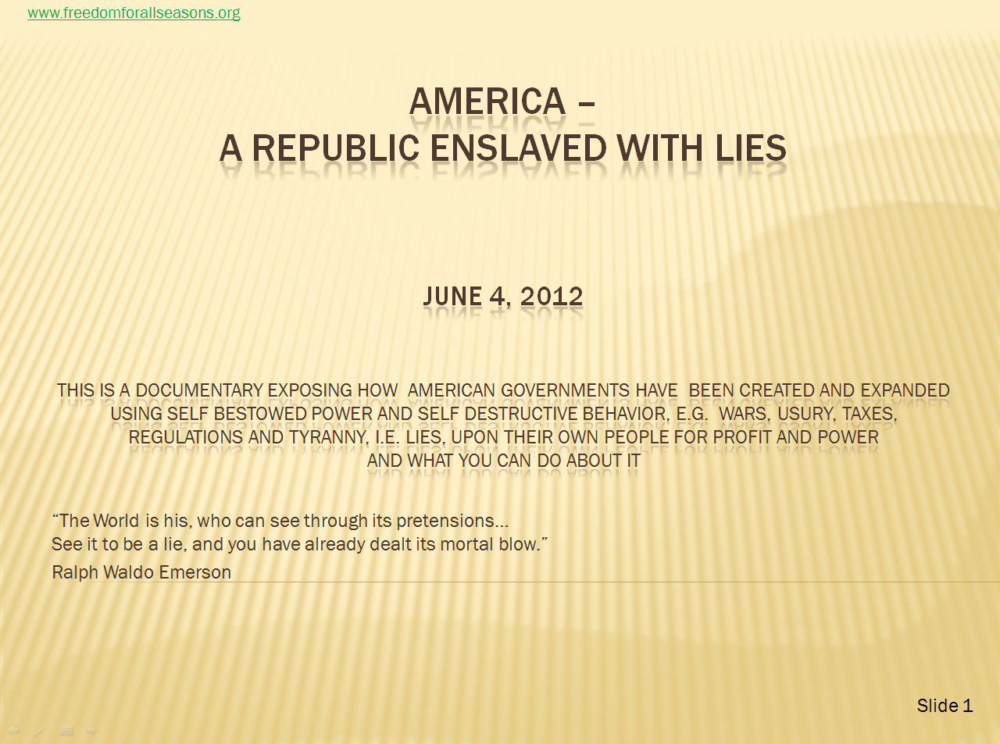 www.freedomforallseasons.org
AMERICA –
A REPUBLIC ENSLAVED WITH LIES
JUNE 4, 2012
THIS IS A DOCUMENTARY EXPOSING HOW  AMERICAN GOVERNMENTS HAVE  BEEN CREATED AND EXPANDED
USING SELF BESTOWED POWER AND SELF DESTRUCTIVE BEHAVIOR, E.G.  WARS, USURY, TAXES,
REGULATIONS AND TYRANNY, I.E. LIES, UPON THEIR OWN PEOPLE FOR PROFIT AND POWER
AND WHAT YOU CAN DO ABOUT IT
“The World is his, who can see through its pretensions...
See it to be a lie, and you have already dealt its mortal blow.”
Ralph Waldo Emerson
Slide 1